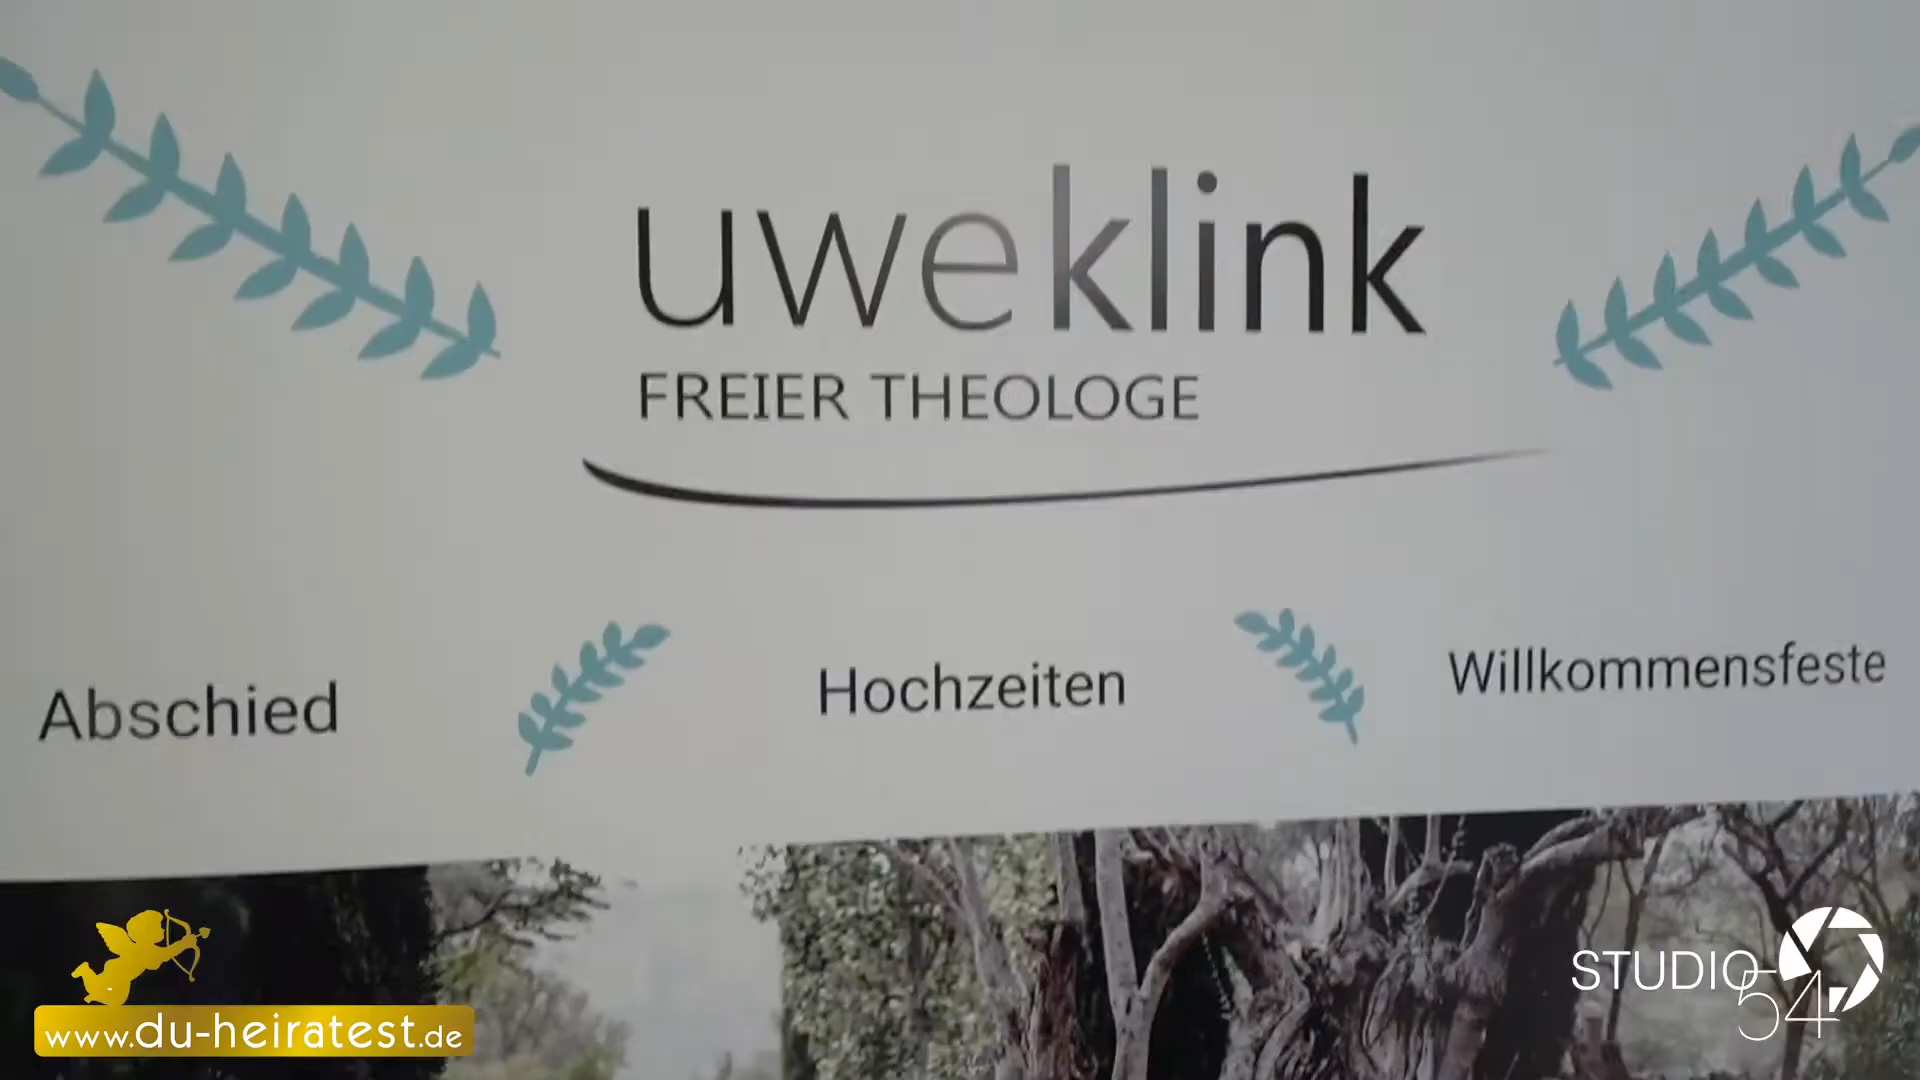 uweklink
FREIER THEOLOGE
Abschied
Hochzeiten
Willkommensfeste
www.du-heiratest.de
STUDIO
54